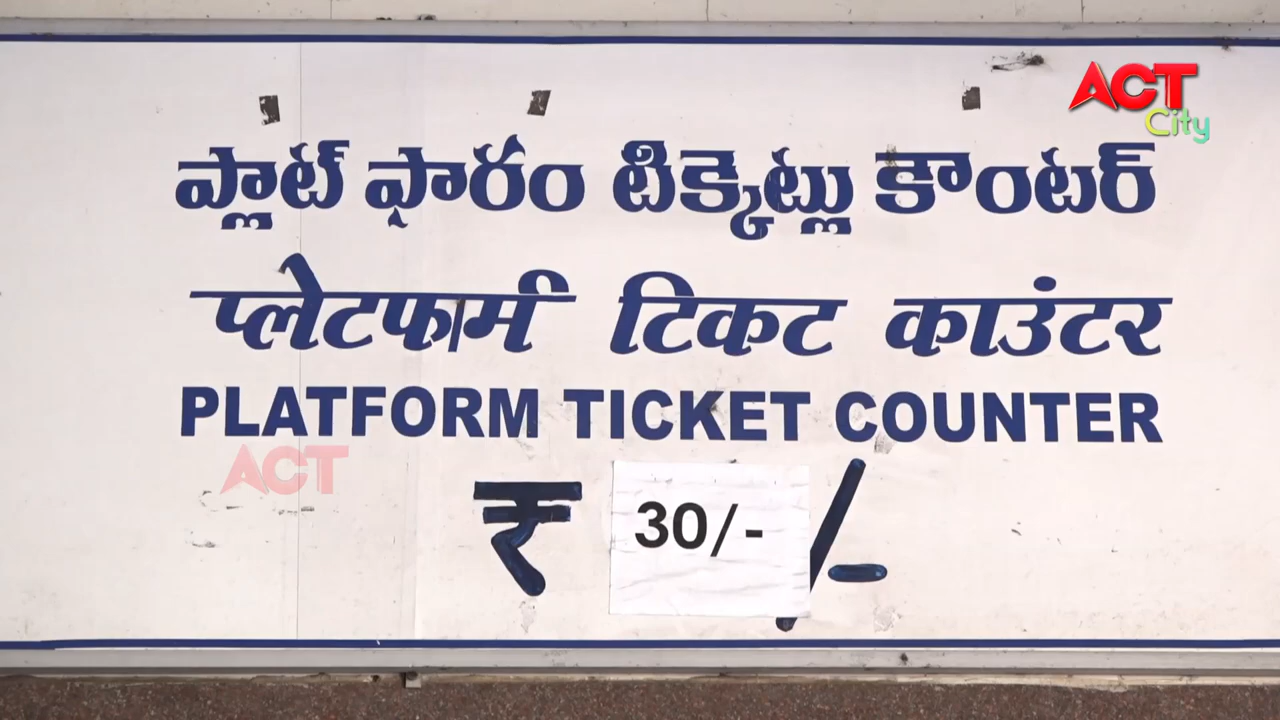 ACT
City
ప్లాట్ ఫారం టిక్కెట్లు కౌంటర్
प्लेटफार्म टिकट काउंटर
PLATFORM TICKET COUNTER
ACT
₹ 30/- /-